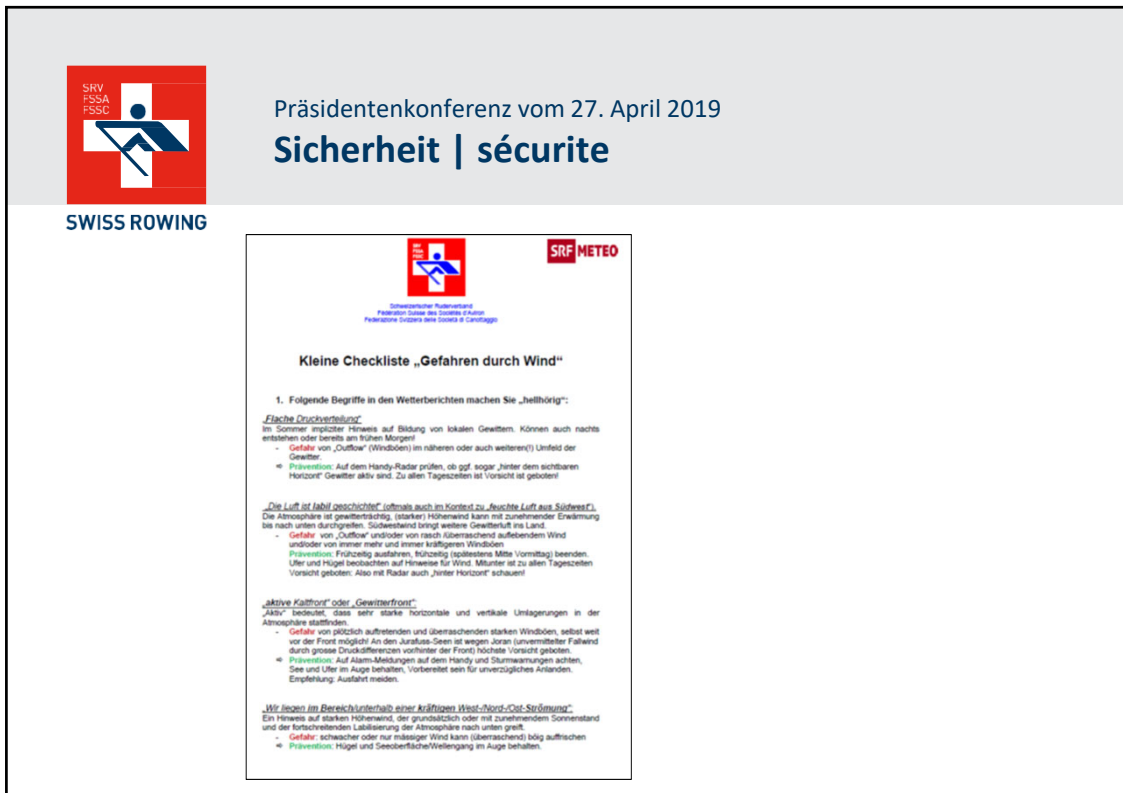 SRV
FSSA
FSSC
SWISS ROWING
Präsidentenkonferenz vom 27. April 2019
Sicherheit | sécurite
SRV
FSSA
FSSC
SRF METEO
Schweizerischer Ruderverband
Fédération Suisse des Sociétés d'Aviron
Federazione Svizzera delle Società di Canottaggio
Kleine Checkliste „Gefahren durch Wind“
1. Folgende Begriffe in den Wetterberichten machen Sie „hellhörig“:
„Flache Druckverteilung“
Im Sommer impliziter Hinweis auf Bildung von lokalen Gewittern. Können auch nachts
entstehen oder bereits am frühen Morgen!
- Gefahr von „Outflow“ (Windböen) im näheren oder auch weiteren(!) Umfeld der
Gewitter.
⇨ Prävention: Auf dem Handy-Radar prüfen, ob ggf. sogar „hinter dem sichtbaren
Horizont“ Gewitter aktiv sind. Zu allen Tageszeiten ist Vorsicht ist geboten!
„Die Luft ist labil geschichtet“ (oftmals auch im Kontext zu „feuchte Luft aus Südwest“).
Die Atmosphäre ist gewitterträchtig, (starker) Höhenwind kann mit zunehmender Erwärmung
bis nach unten durchgreifen. Südwestwind bringt weitere Gewitterluft ins Land.
- Gefahr von „Outflow“ und/oder von rasch /überraschend auflebendem Wind
und/oder von immer mehr und immer kräftigeren Windböen
Prävention: Frühzeitig ausfahren, frühzeitig (spätestens Mitte Vormittag) beenden.
Ufer und Hügel beobachten auf Hinweise für Wind. Mitunter ist zu allen Tageszeiten
Vorsicht geboten: Also mit Radar auch „hinter Horizont“ schauen!
„aktive Kaltfront“ oder „Gewitterfront“:
„Aktiv“ bedeutet, dass sehr starke horizontale und vertikale Umlagerungen in der
Atmosphäre stattfinden.
- Gefahr von plötzlich auftretenden und überraschenden starken Windböen, selbst weit
vor der Front möglich! An den Jurafuss-Seen ist wegen Joran (unvermittelter Fallwind
durch grosse Druckdifferenzen vor/hinter der Front) höchste Vorsicht geboten.
⇨ Prävention: Auf Alarm-Meldungen auf dem Handy und Sturmwarnungen achten,
See und Ufer im Auge behalten, Vorbereitet sein für unverzügliches Anlanden.
Empfehlung: Ausfahrt meiden.
„Wir liegen im Bereich/unterhalb einer kräftigen West-/Nord-/Ost-Strömung“:
Ein Hinweis auf starken Höhenwind, der grundsätzlich oder mit zunehmendem Sonnenstand
und der fortschreitenden Labilisierung der Atmosphäre nach unten greift.
- Gefahr: schwacher oder nur mässiger Wind kann (überraschend) böig auffrischen
⇨ Prävention: Hügel und Seeoberfläche/Wellengang im Auge behalten.